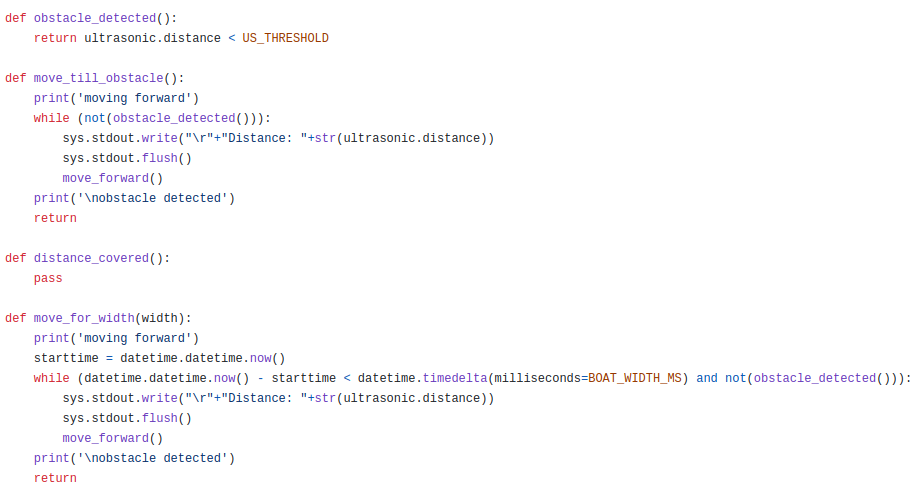 def obstacle_detected():
    return ultrasonic.distance < US_THRESHOLD

def move_till_obstacle():
    print('moving forward')
    while (not(obstacle_detected())):
        sys.stdout.write("\r"+"Distance: "+str(ultrasonic.distance))
        sys.stdout.flush()
        move_forward()
    print('\nobstacle detected')
    return

def distance_covered():
    pass

def move_for_width(width):
    print('moving forward')
    starttime = datetime.datetime.now()
    while (datetime.datetime.now() - starttime < datetime.timedelta(milliseconds=BOAT_WIDTH_MS) and not(obstacle_detected())):
        sys.stdout.write("\r"+"Distance: "+str(ultrasonic.distance))
        sys.stdout.flush()
        move_forward()
    print('\nobstacle detected')
    return